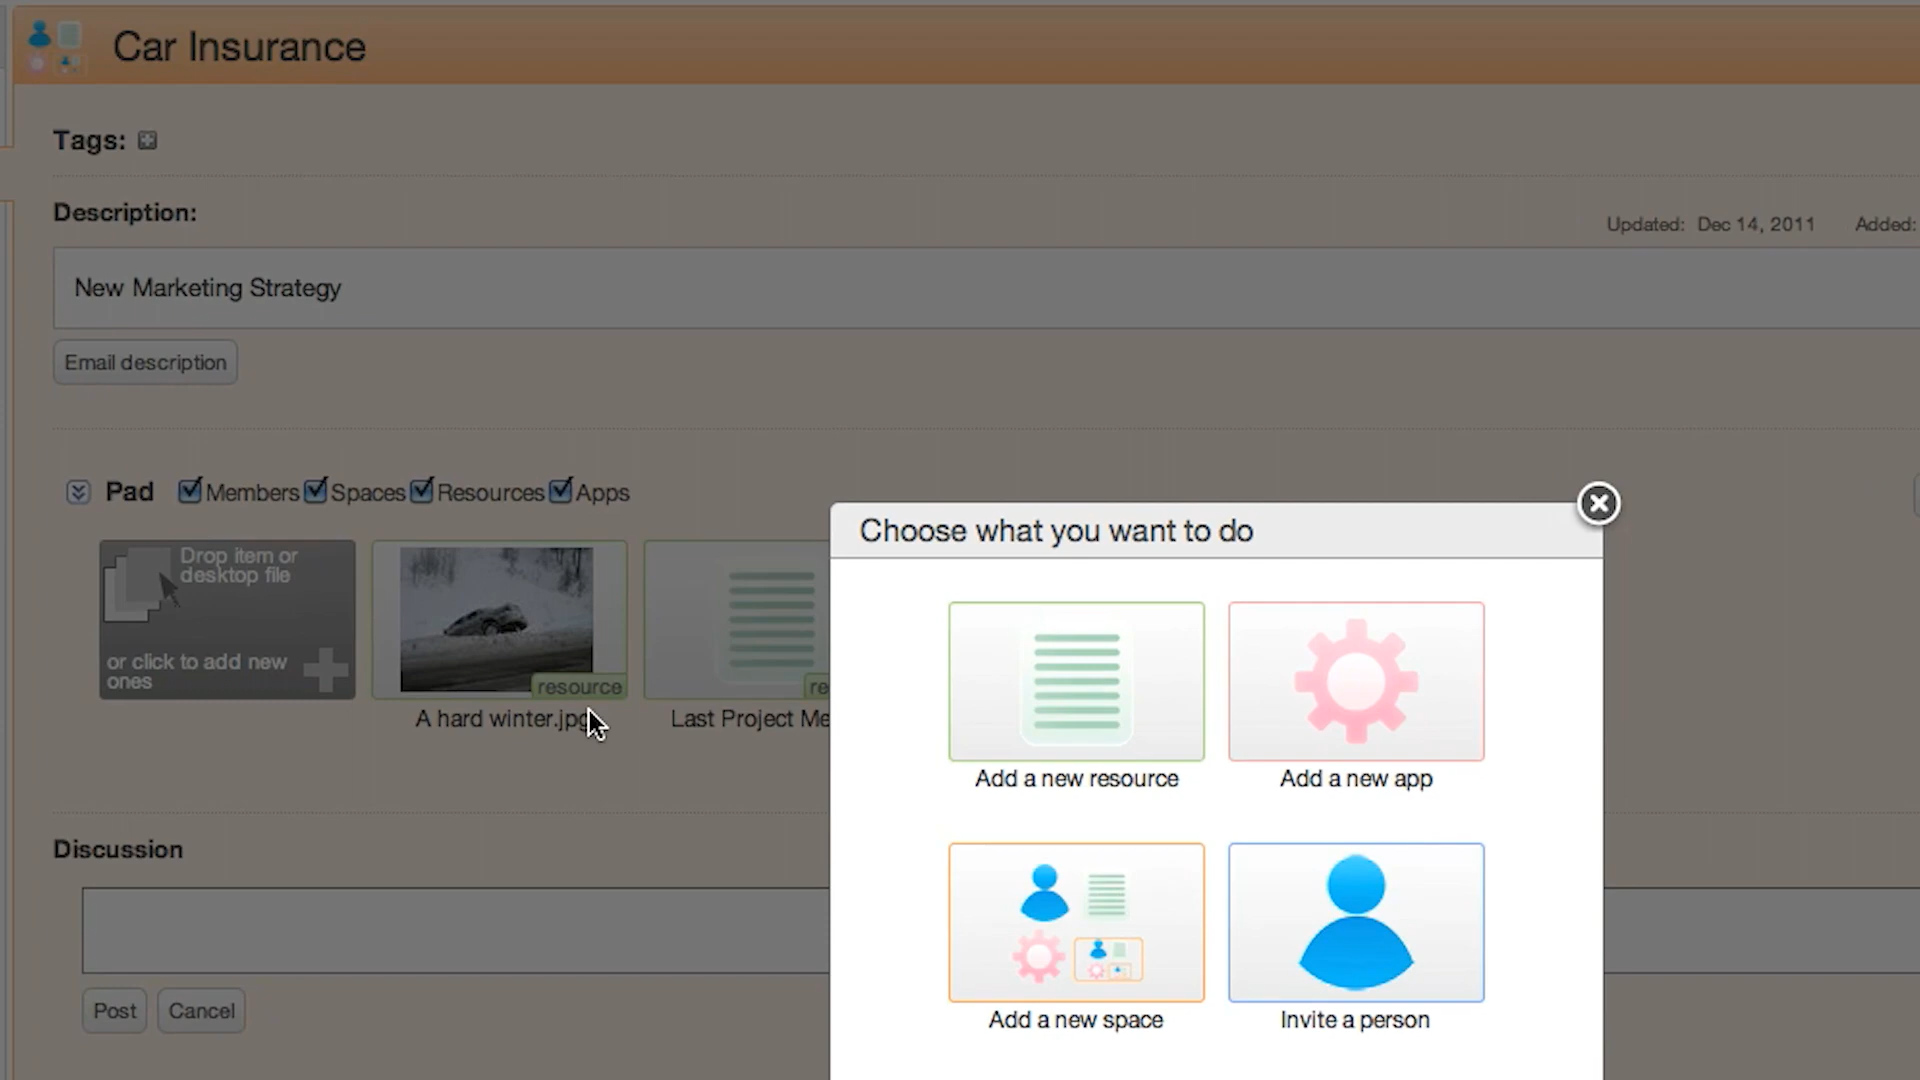 Car Insurance
Tags:
Description:
Updated: Dec 14, 2011 Added:
New Marketing Strategy
Email description
Pad Members Spaces Resources Apps
Choose what you want to do
Drop item or
desktop file
or click to add new
ones
resource
A hard winter.jpg
re
Last Project Me
Add a new resource
Add a new app
Discussion
Post Cancel
Add a new space
Invite a person